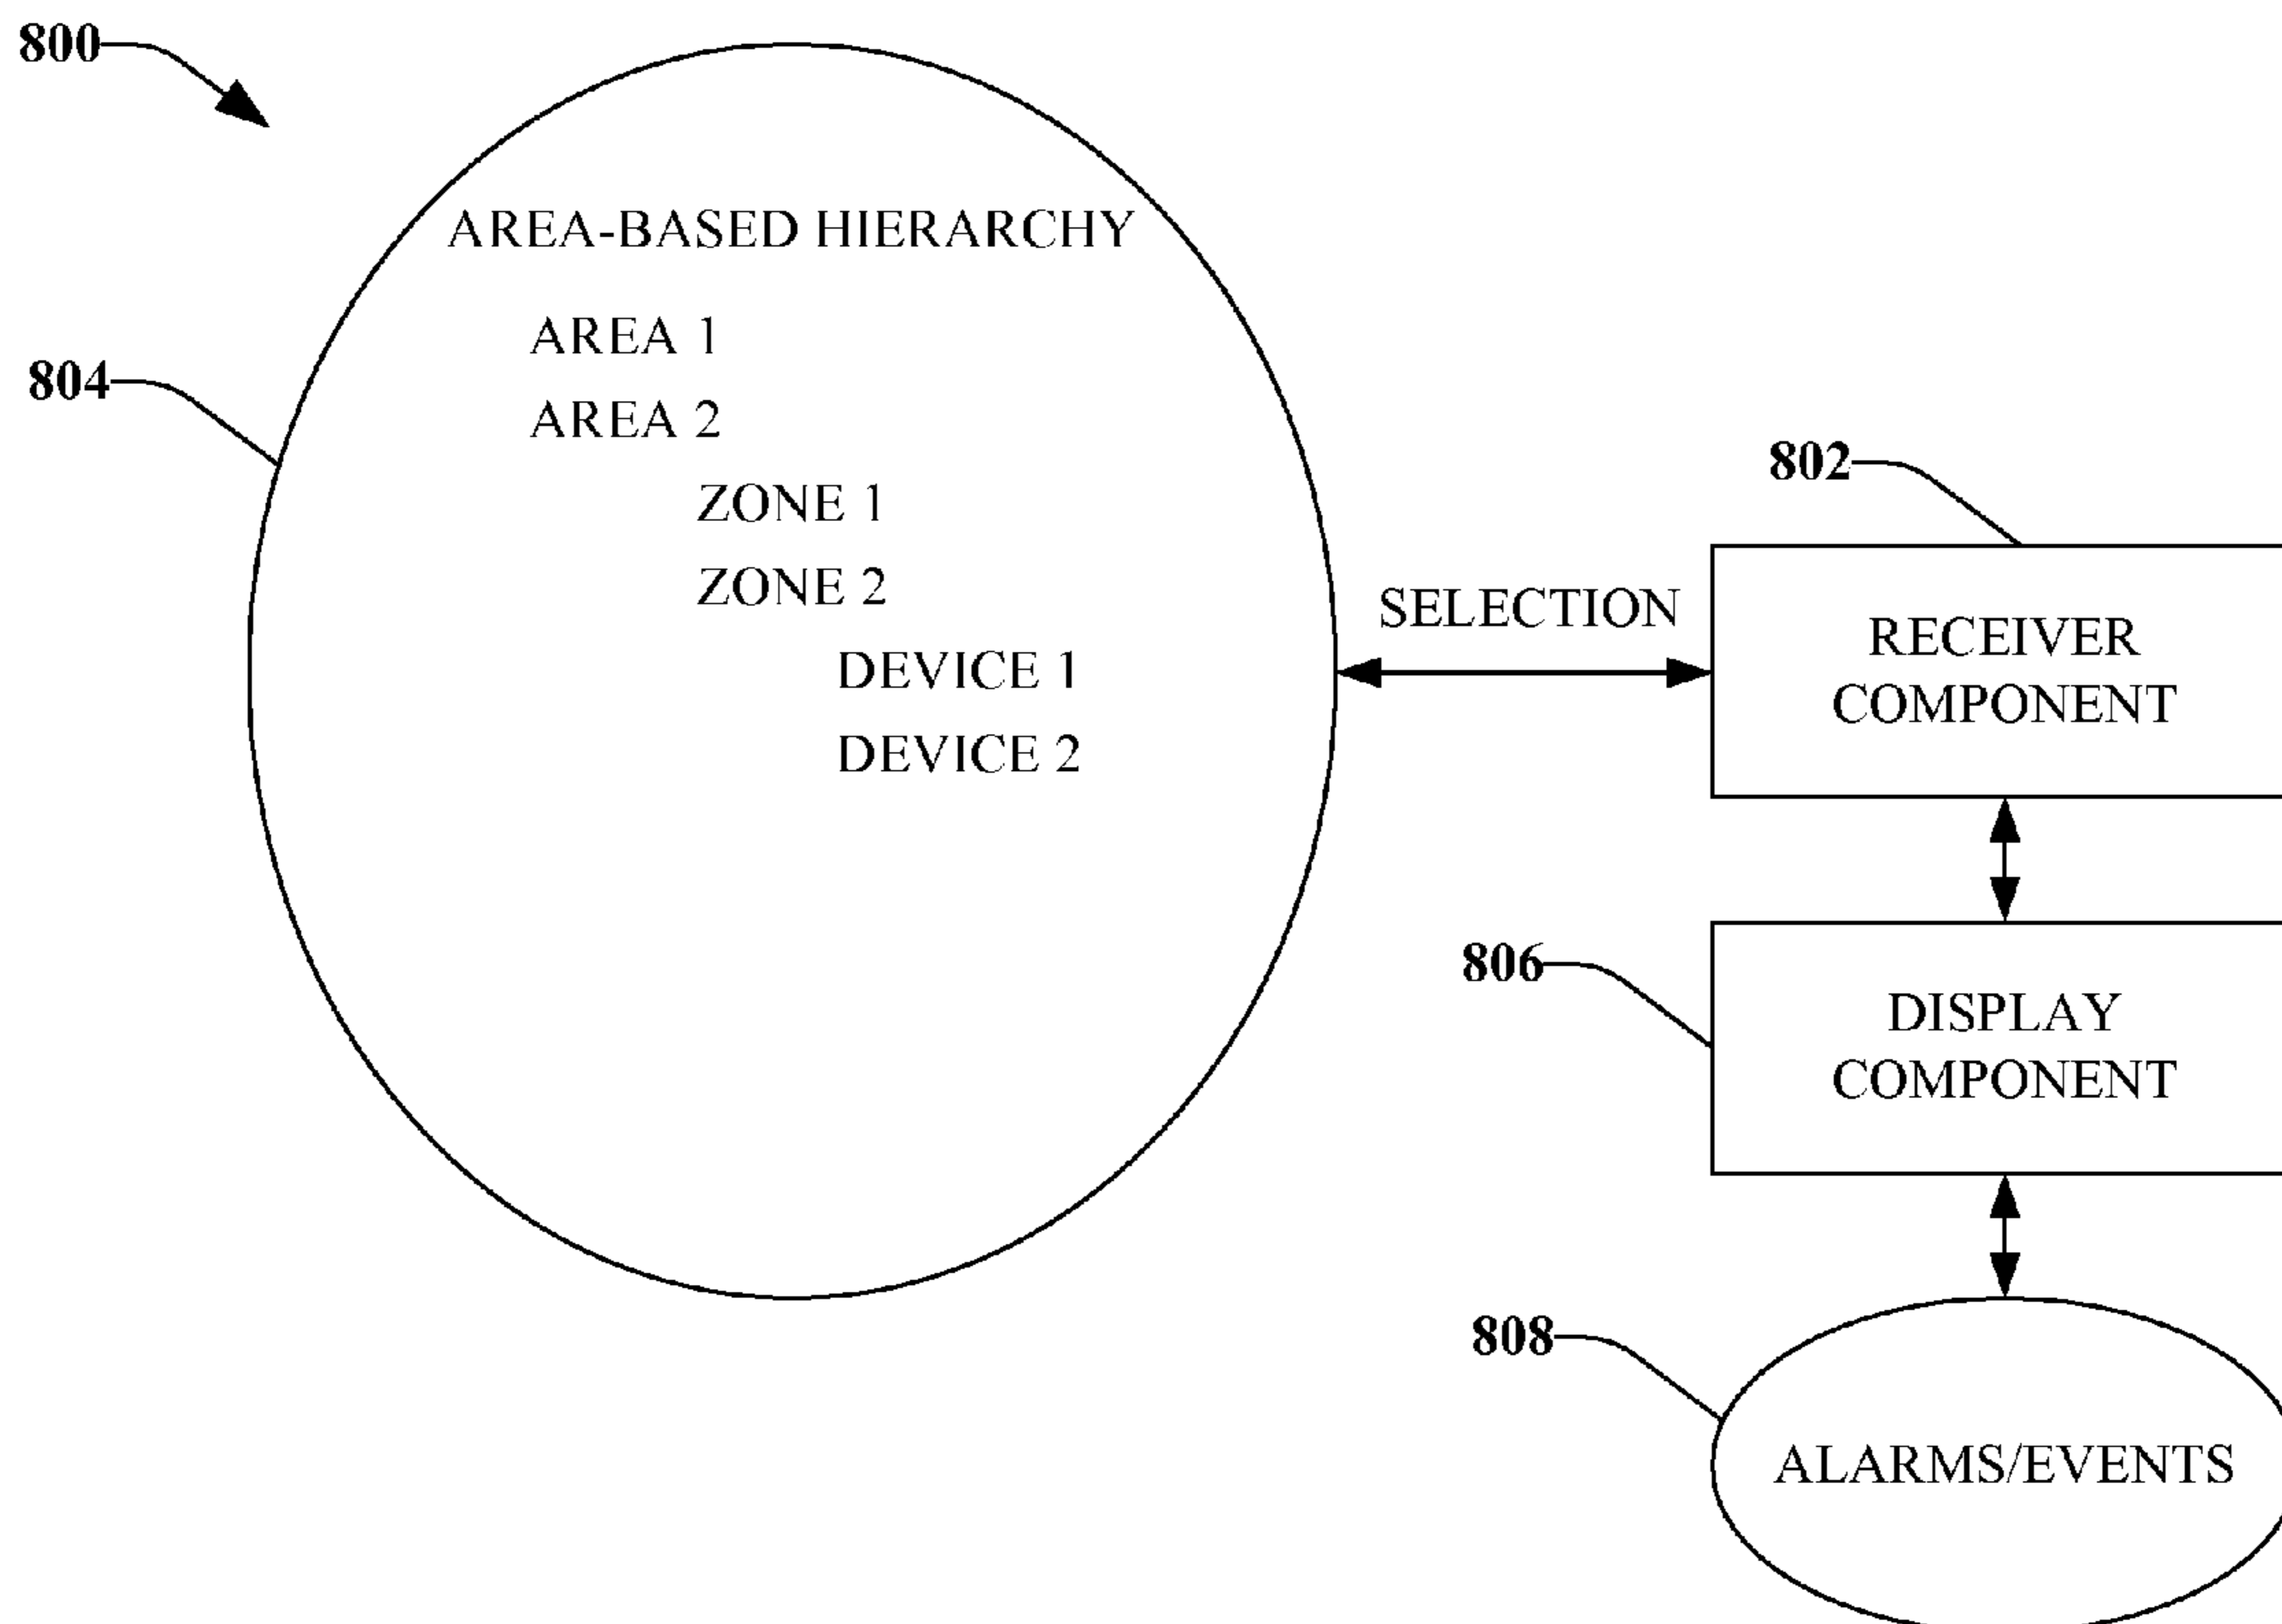 800
AREA-BASED HIERARCHY
AREA 1
804
AREA 2
ZONE 1
802
ZONE 2
SELECTION
RECEIVER
COMPONENT
DEVICE 1
DEVICE 2
806
DISPLAY
COMPONENT
808
ALARMS/EVENTS